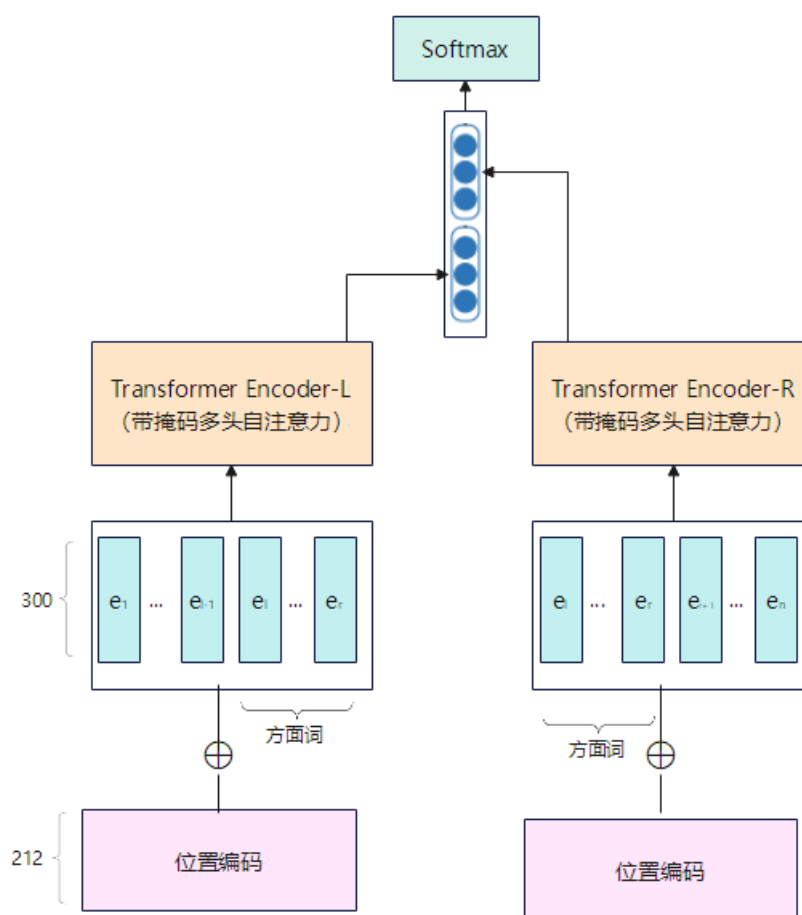 Softmax
Transformer Encoder-L
（带掩码多头自注意力）
Transformer Encoder-R
（带掩码多头自注意力）
300
e1 ... el-1 el ... er
el ... er er+1 ... en
方面词
方面词
212
位置编码
位置编码